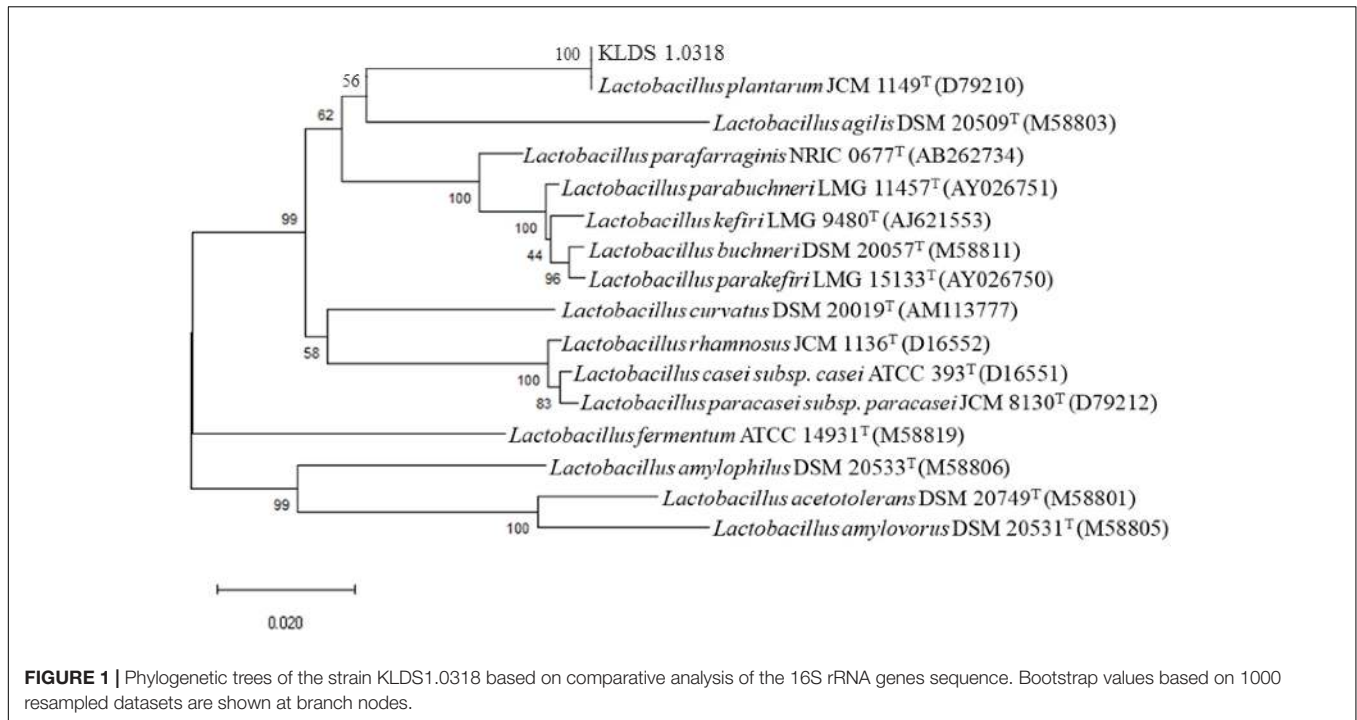 100 KLDS 1.0318
Lactobacillus plantarum JCM 1149T (D79210)
56
Lactobacillus agilis DSM 20509T (M58803)
62
Lactobacillus parafarraginis NRIC 0677T (AB262734)
100
Lactobacillus parabuchneri LMG 11457T (AY026751)
100
Lactobacillus kefiri LMG 9480T (AJ621553)
44
Lactobacillus buchneri DSM 20057T (M58811)
96
Lactobacillus parakefiri LMG 15133T (AY026750)
99
Lactobacillus curvatus DSM 20019T (AM113777)
58
Lactobacillus rhamnosus JCM 1136T (D16552)
100
Lactobacillus casei subsp. casei ATCC 393T (D16551)
83
Lactobacillus paracasei subsp. paracasei JCM 8130T (D79212)
Lactobacillus fermentum ATCC 14931T (M58819)
Lactobacillus amylophilus DSM 20533T (M58806)
99
Lactobacillus acetotolerans DSM 20749T (M58801)
100
Lactobacillus amylovorus DSM 20531T (M58805)
0.020
FIGURE 1 | Phylogenetic trees of the strain KLDS1.0318 based on comparative analysis of the 16S rRNA genes sequence. Bootstrap values based on 1000
resampled datasets are shown at branch nodes.